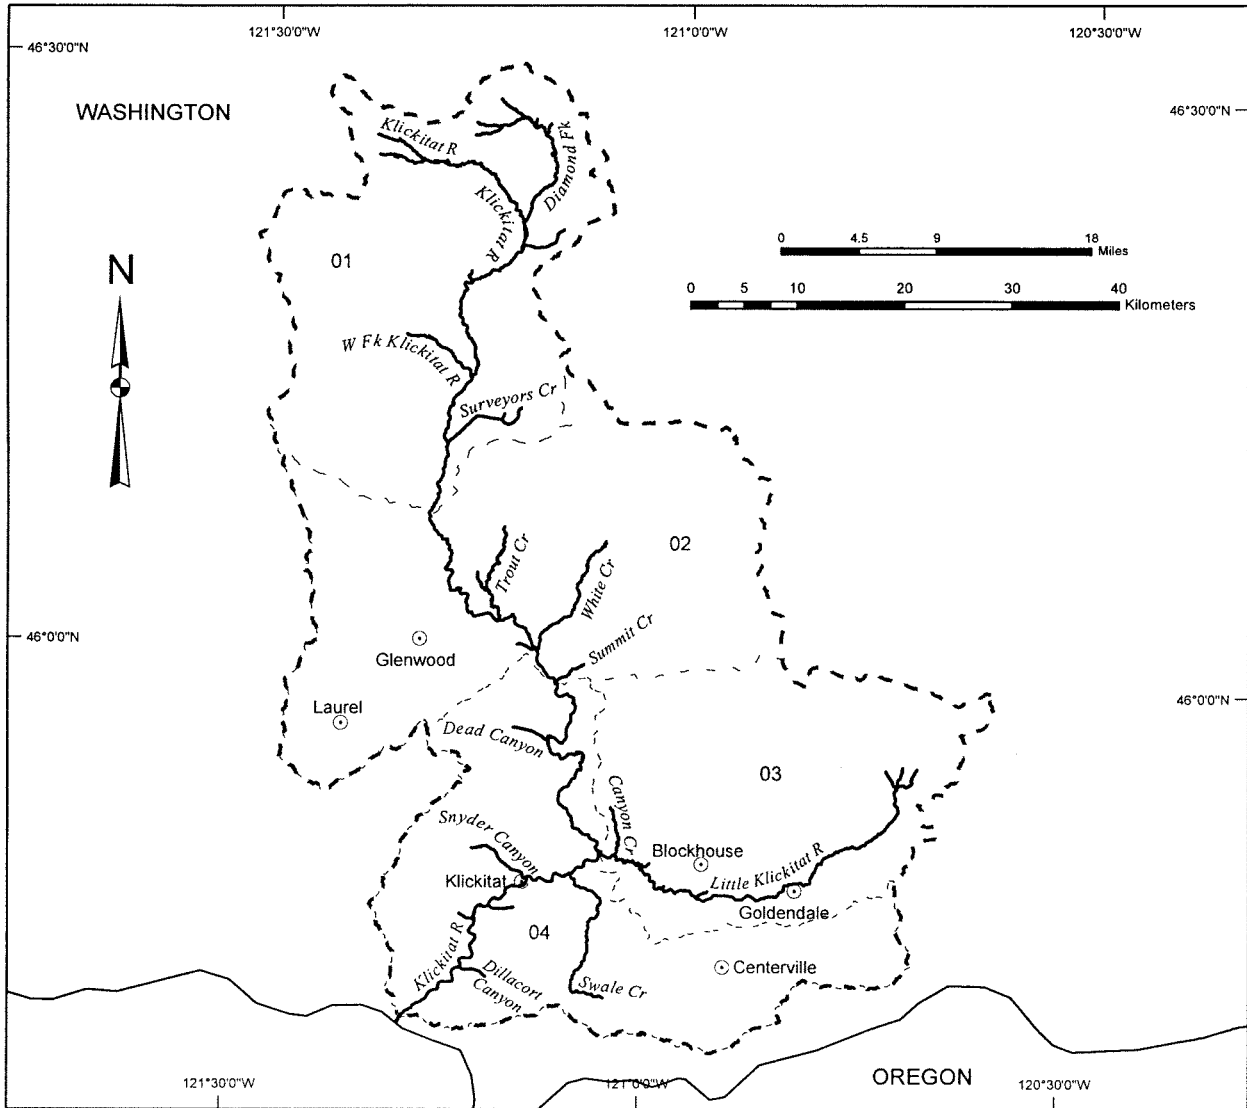 121°30'0"W
121°0'0"W
120°30'0"W
46°30'0"N
46°30'0"N
WASHINGTON
Klickitat R
Diamond Fk
Klickitat R
01
0 4.5 9 18
Miles
N
0 5 10 20 30 40
Kilometers
W Fk Klickitat R
Surveyors Cr
02
Trout Cr
White Cr
Summit Cr
46°0'0"N
Glenwood
46°0'0"N
Laurel
Dead Canyon
03
Canyon Cr
Snyder Canyon
Blockhouse
Klickitat
Little Klickitat R
Goldendale
04
Klickitat R
Centerville
Dillacort
Canyon
Swale Cr
OREGON
121°30'0"W
121°0'0"W
120°30'0"W